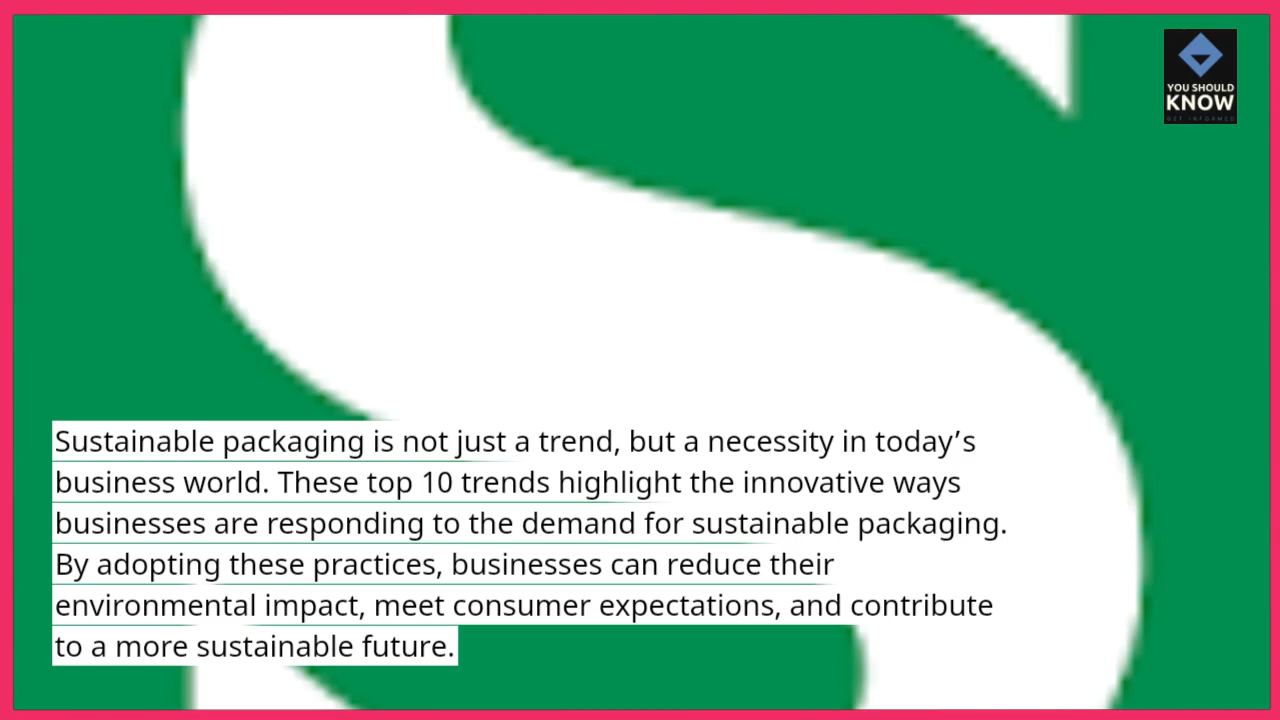 YOU SHOULD
KNOW
GET INFORMED
Sustainable packaging is not just a trend, but a necessity in today’s
business world. These top 10 trends highlight the innovative ways
businesses are responding to the demand for sustainable packaging.
By adopting these practices, businesses can reduce their
environmental impact, meet consumer expectations, and contribute
to a more sustainable future.